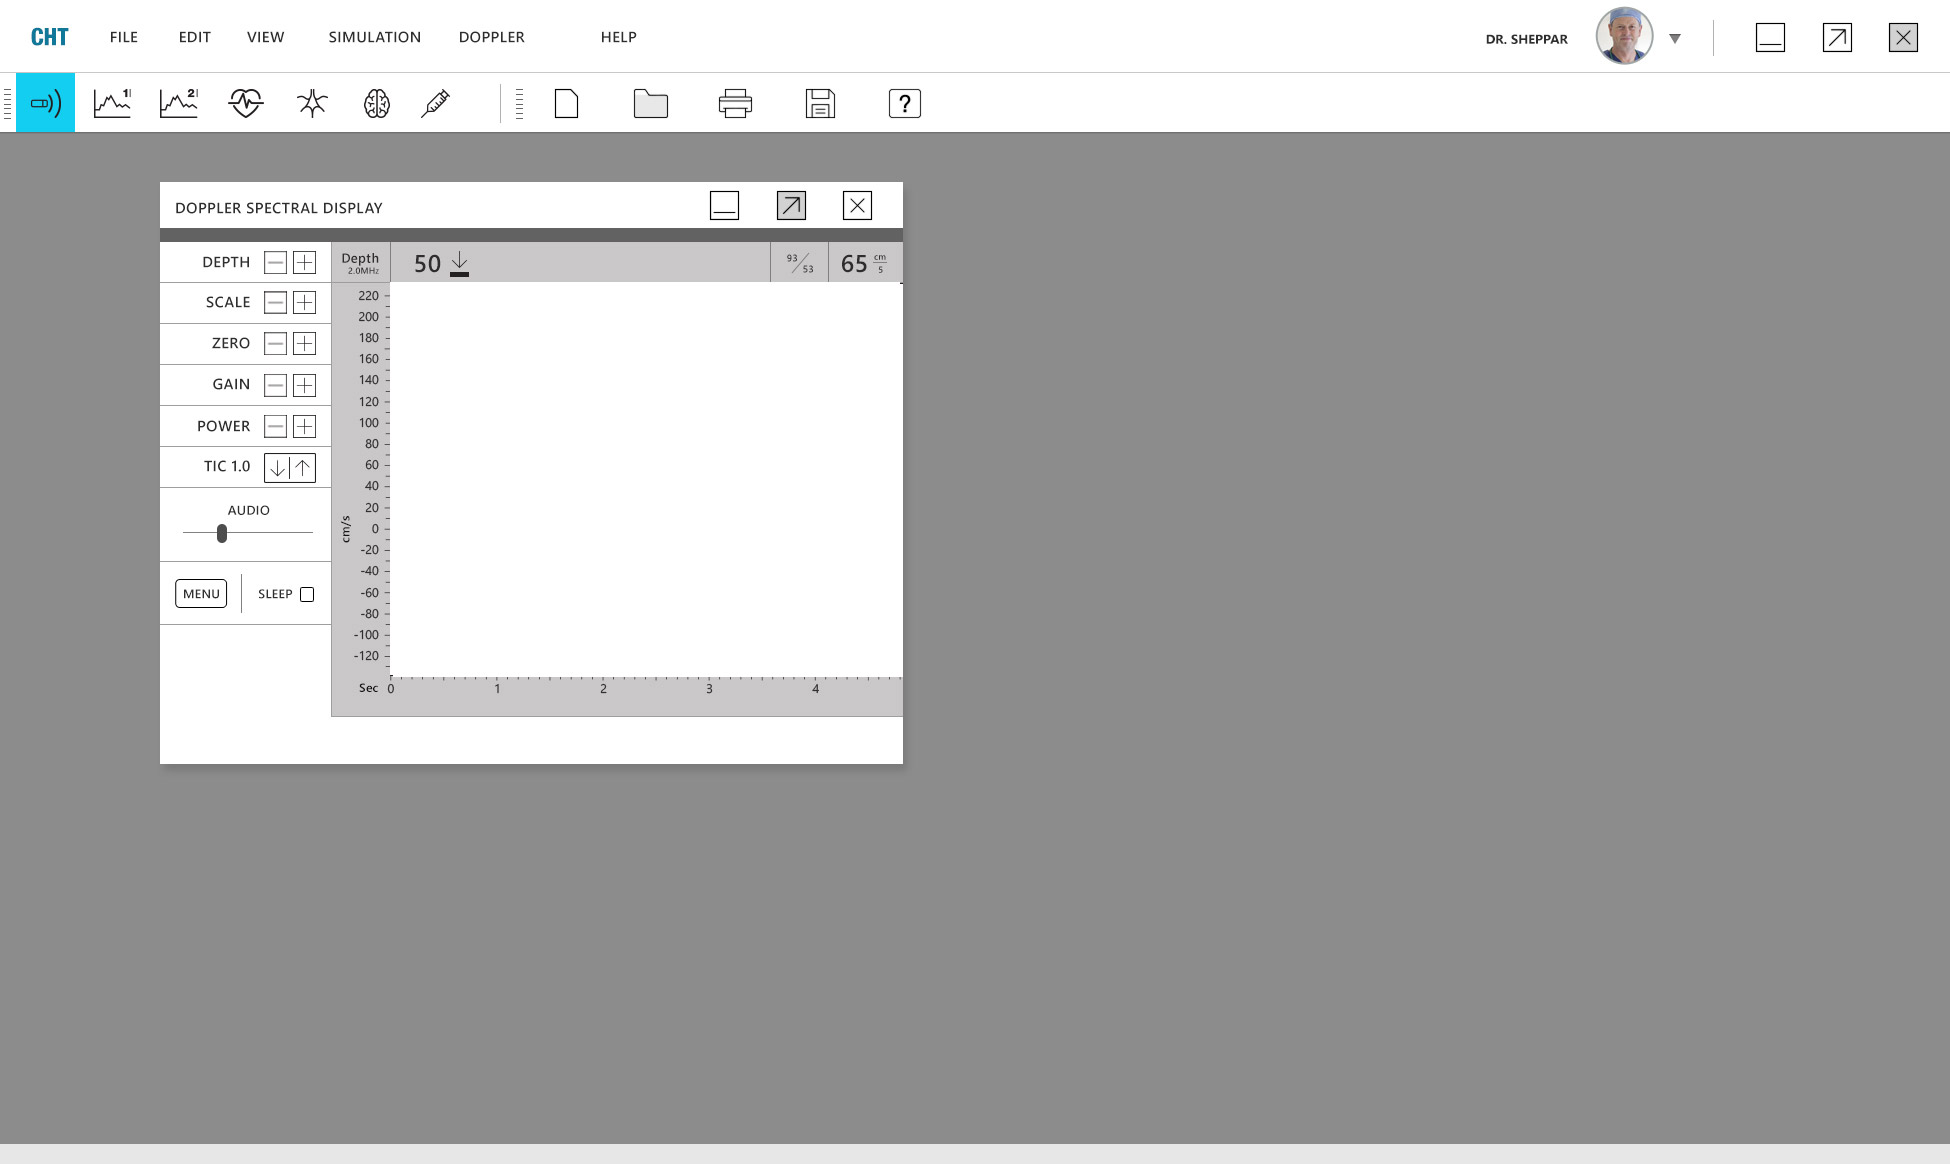 CHT FILE EDIT VIEW SIMULATION DOPPLER HELP DR. SHEPPAR
1 2 ?
DOPPLER SPECTRAL DISPLAY
DEPTH
SCALE
ZERO
GAIN
POWER
TIC 1.0
AUDIO
MENU SLEEP
Depth 50 93/53 65 cm/s
2.0MHz
220
200
180
160
140
120
100
80
60
40
20
0
-20
-40
-60
-80
-100
-120
cm/s
Sec 0 1 2 3 4